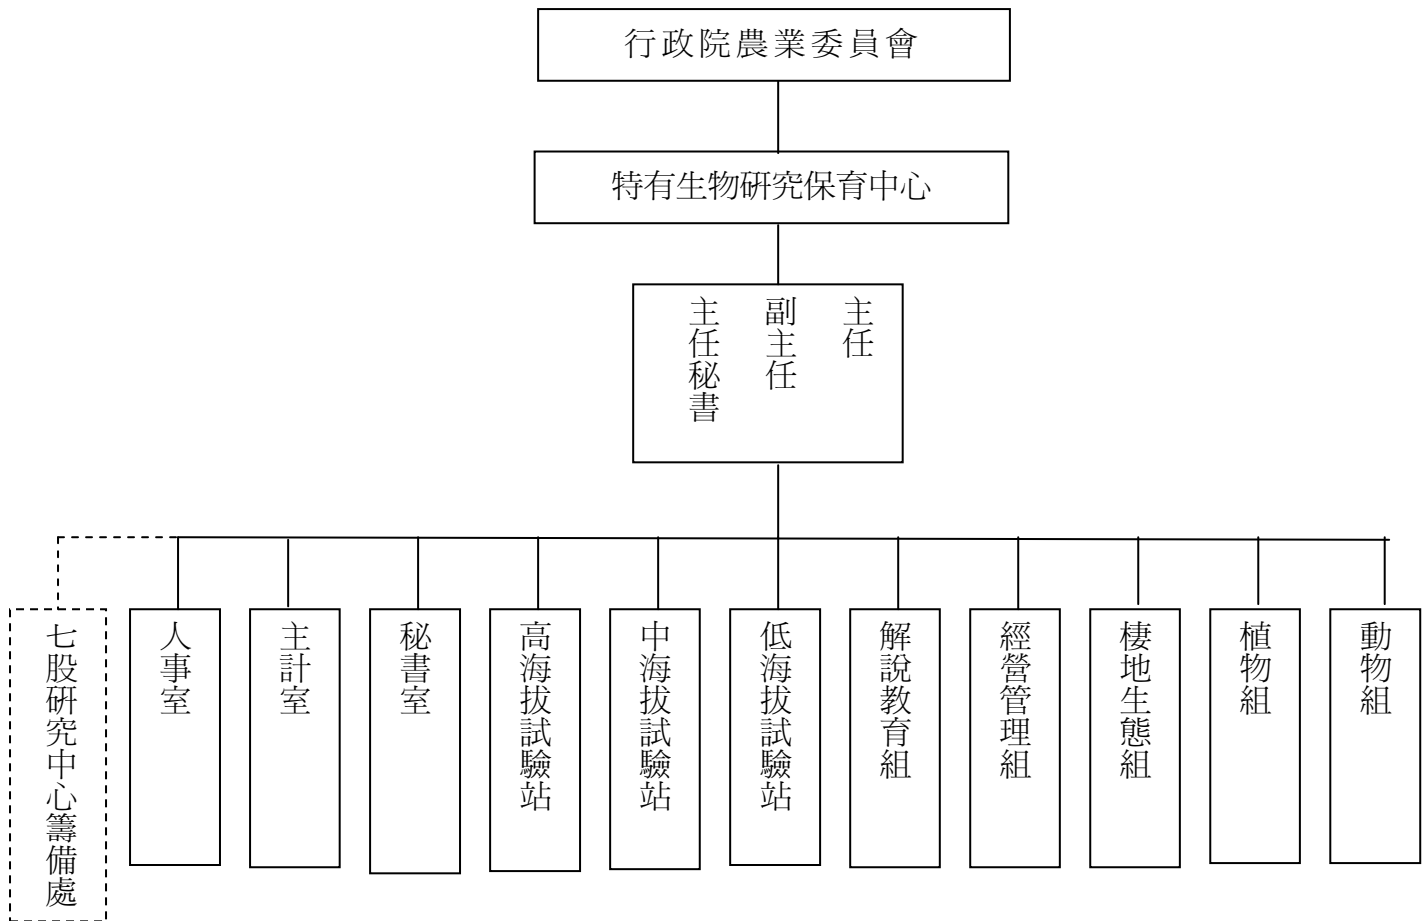 行政院農業委員會
特有生物研究保育中心
主任
副主任
主任秘書
動物組
植物組
棲地生態組
經營管理組
解說教育組
低海拔試驗站
中海拔試驗站
高海拔試驗站
秘書室
主計室
人事室
七股研究中心籌備處